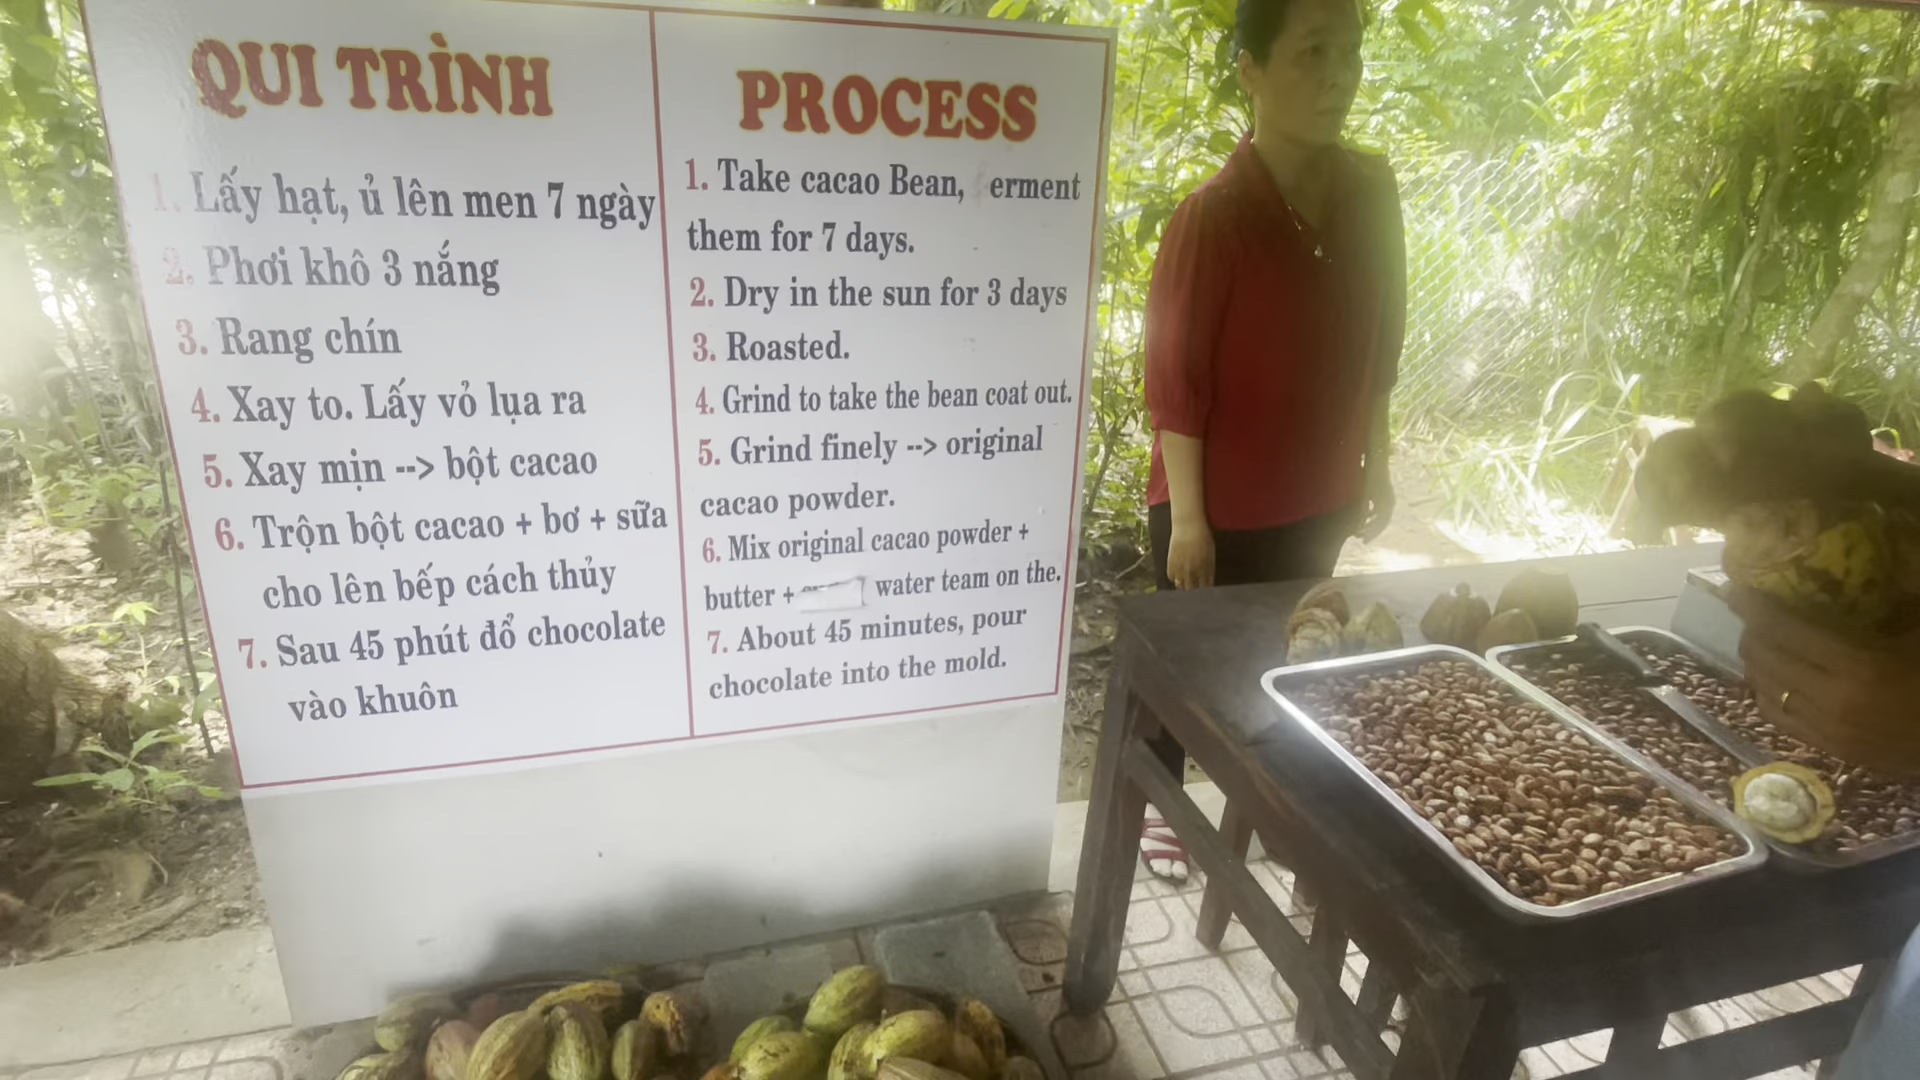 QUI TRÌNH
1. Lấy hạt, ủ lên men 7 ngày
2. Phơi khô 3 nắng
3. Rang chín
4. Xay to. Lấy vỏ lụa ra
5. Xay mịn --> bột cacao
6. Trộn bột cacao + bơ + sữa
cho lên bếp cách thủy
7. Sau 45 phút đổ chocolate
vào khuôn
PROCESS
1. Take cacao Bean, erment
them for 7 days.
2. Dry in the sun for 3 days
3. Roasted.
4. Grind to take the bean coat out.
5. Grind finely --> original
cacao powder.
6. Mix original cacao powder +
butter + water team on the.
7. About 45 minutes, pour
chocolate into the mold.